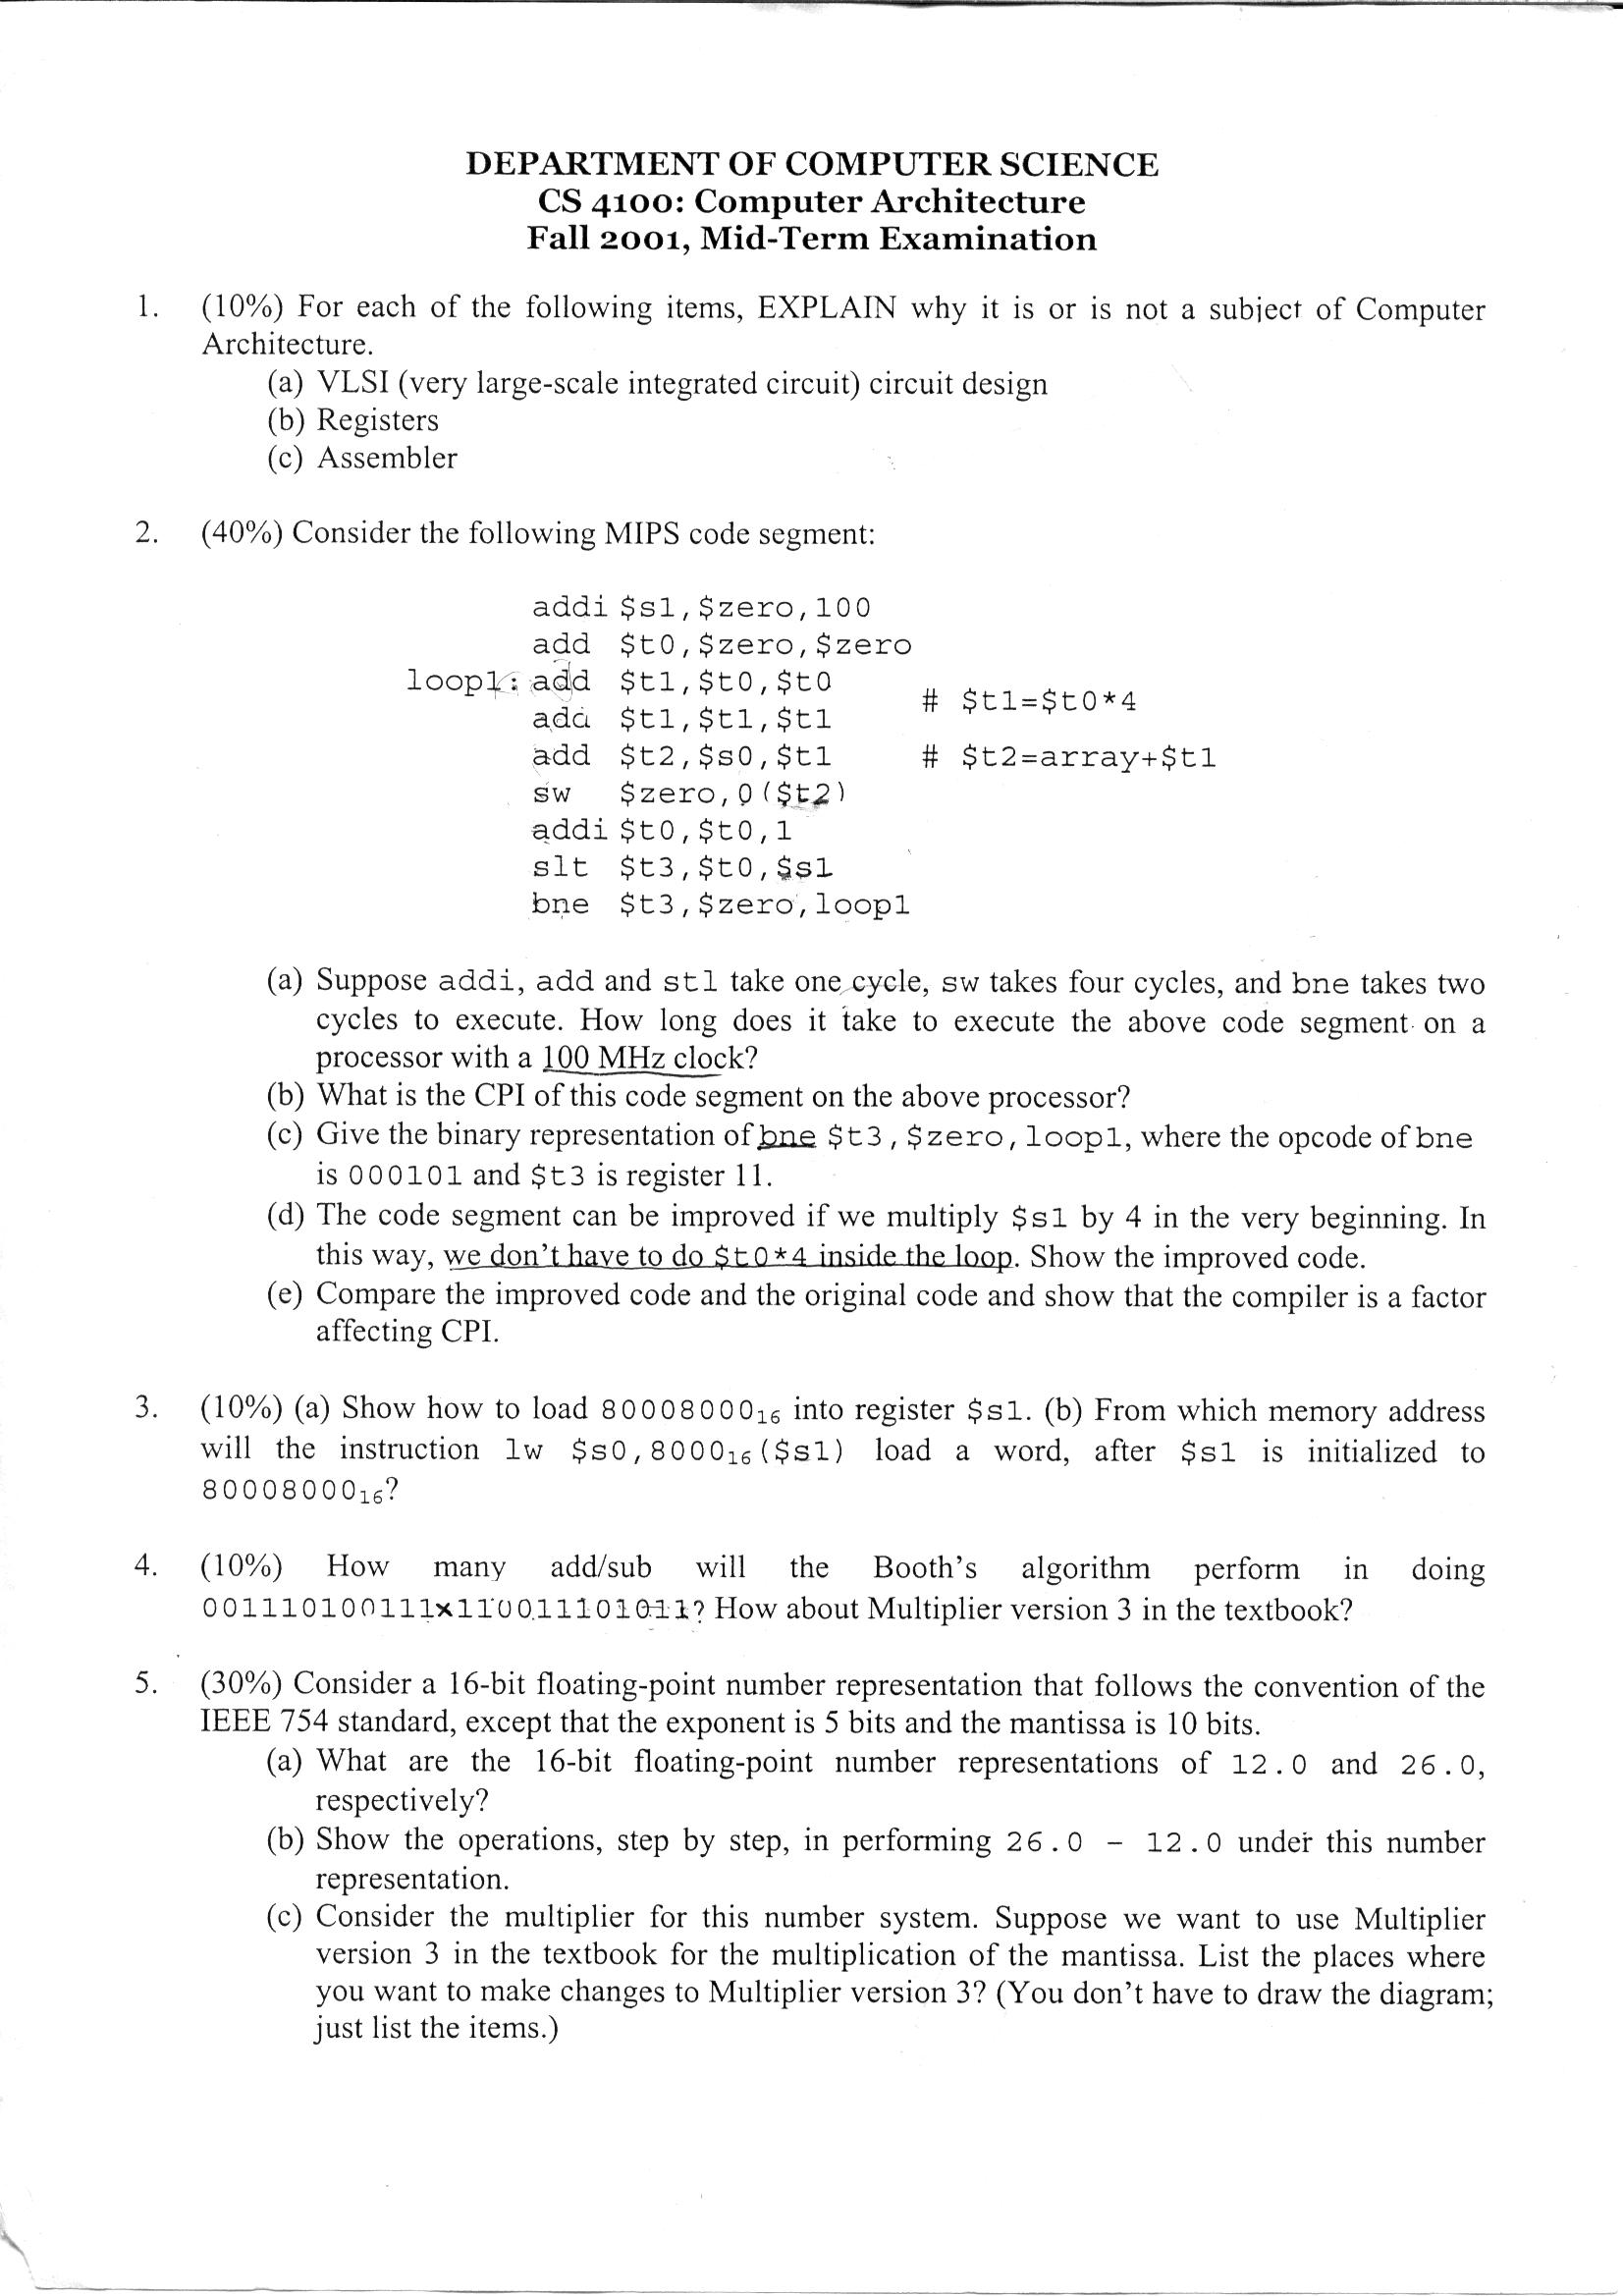 DEPARTMENT OF COMPUTER SCIENCE
CS 4100: Computer Architecture
Fall 2001, Mid-Term Examination
1. (10%) For each of the following items, EXPLAIN why it is or is not a subject of Computer
Architecture.
(a) VLSI (very large-scale integrated circuit) circuit design
(b) Registers
(c) Assembler
2. (40%) Consider the following MIPS code segment:
addi $s1,$zero,100
add $t0,$zero,$zero
loop1: add $t1,$t0,$t0
# $t1=$t0*4
add $t1,$t1,$t1
add $t2,$s0,$t1 # $t2=array+$t1
sw $zero,0($t2)
addi $t0,$t0,1
slt $t3,$t0,$s1
bne $t3,$zero,loop1
(a) Suppose addi, add and stl take one cycle, sw takes four cycles, and bne takes two
cycles to execute. How long does it take to execute the above code segment on a
processor with a 100 MHz clock?
(b) What is the CPI of this code segment on the above processor?
(c) Give the binary representation of bne $t3,$zero,loop1, where the opcode of bne
is 000101 and $t3 is register 11.
(d) The code segment can be improved if we multiply $s1 by 4 in the very beginning. In
this way, we don't have to do $t0*4 inside the loop. Show the improved code.
(e) Compare the improved code and the original code and show that the compiler is a factor
affecting CPI.
3. (10%) (a) Show how to load 80008000₁₆ into register $s1. (b) From which memory address
will the instruction lw $s0,8000₁₆($s1) load a word, after $s1 is initialized to
80008000₁₆?
4. (10%) How many add/sub will the Booth's algorithm perform in doing
001110100111×110011101011? How about Multiplier version 3 in the textbook?
5. (30%) Consider a 16-bit floating-point number representation that follows the convention of the
IEEE 754 standard, except that the exponent is 5 bits and the mantissa is 10 bits.
(a) What are the 16-bit floating-point number representations of 12.0 and 26.0,
respectively?
(b) Show the operations, step by step, in performing 26.0 - 12.0 under this number
representation.
(c) Consider the multiplier for this number system. Suppose we want to use Multiplier
version 3 in the textbook for the multiplication of the mantissa. List the places where
you want to make changes to Multiplier version 3? (You don't have to draw the diagram;
just list the items.)